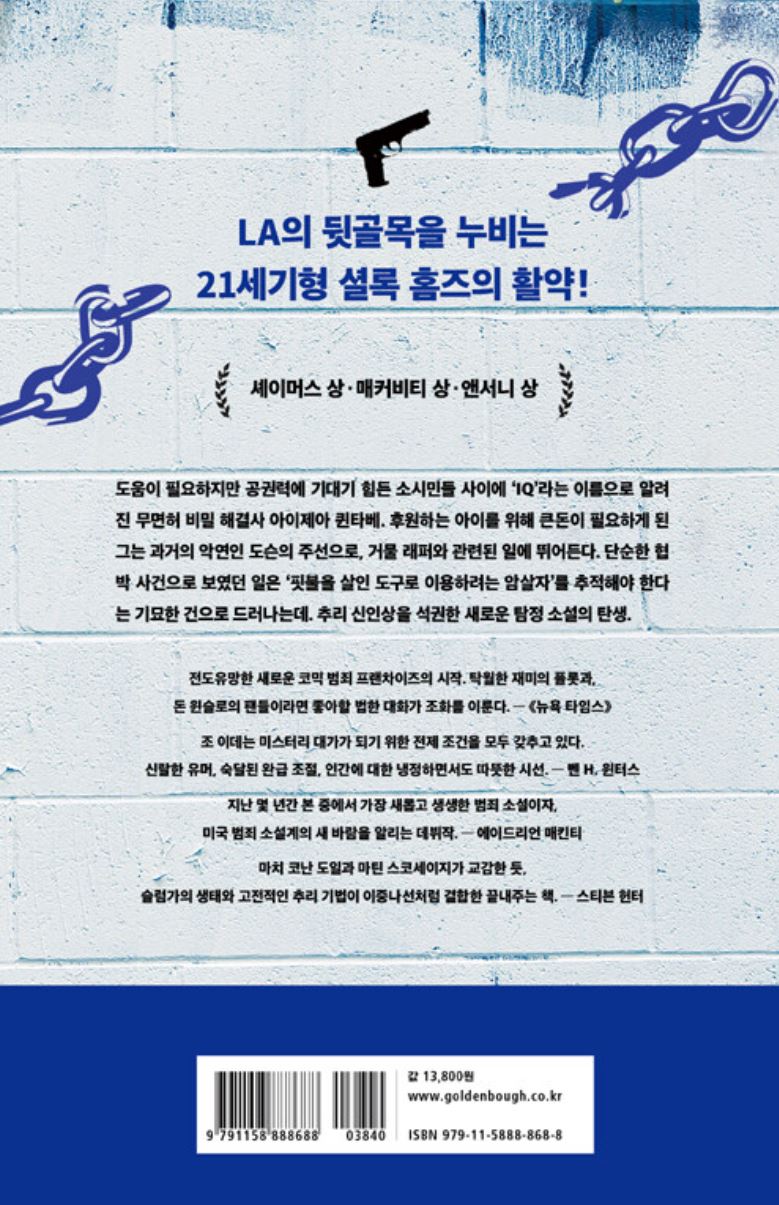 LA의 뒷골목을 누비는
21세기형 셜록 홈즈의 활약!
셰이머스 상·매커비티 상·앤서니 상
도움이 필요하지만 공권력에 기대기 힘든 소시민들 사이에 ‘IQ’라는 이름으로 알려
진 무면허 비밀 해결사 아이제아 퀸타베. 후원하는 아이를 위해 큰돈이 필요하게 된
그는 과거의 악연인 도슨의 주선으로, 거물 래퍼와 관련된 일에 뛰어든다. 단순한 협
박 사건으로 보였던 일은 ‘핏불을 살인 도구로 이용하려는 암살자’를 추적해야 한다
는 기묘한 건으로 드러나는데. 추리 신인상을 석권한 새로운 탐정 소설의 탄생.
전도유망한 새로운 코믹 범죄 프랜차이즈의 시작. 탁월한 재미의 플롯과,
돈 윈슬로의 팬들이라면 좋아할 법한 대화가 조화를 이룬다. ─ 《뉴욕 타임스》
조 이데는 미스터리 대가가 되기 위한 전제 조건을 모두 갖추고 있다.
신랄한 유머, 숙달된 완급 조절, 인간에 대한 냉정하면서도 따뜻한 시선. ─ 벤 H. 윈터스
지난 몇 년간 본 중에서 가장 새롭고 생생한 범죄 소설이자,
미국 범죄 소설계의 새 바람을 알리는 데뷔작. ─ 에이드리언 매킨티
마치 코난 도일과 마틴 스코세이지가 교감한 듯,
슬럼가의 생태와 고전적인 추리 기법이 이중나선처럼 결합한 끝내주는 책. ─ 스티븐 헌터
값 13,800원
www.goldenbough.co.kr
9 791158 888688 03840
ISBN 979-11-5888-868-8